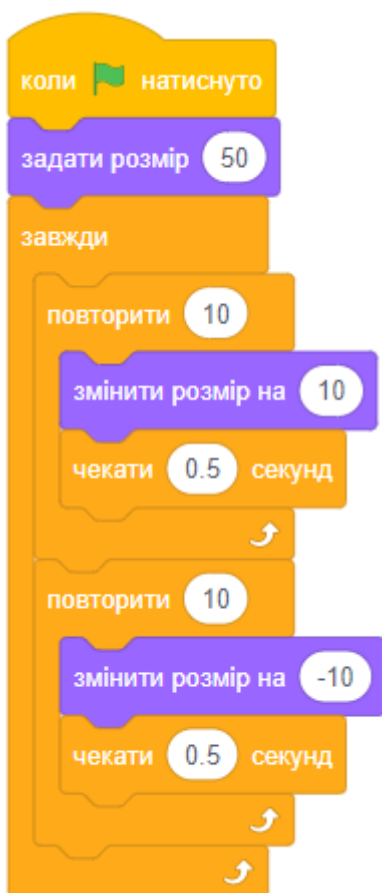 коли натиснуто
задати розмір 50
завжди
повторити 10
змінити розмір на 10
чекати 0.5 секунд
повторити 10
змінити розмір на -10
чекати 0.5 секунд